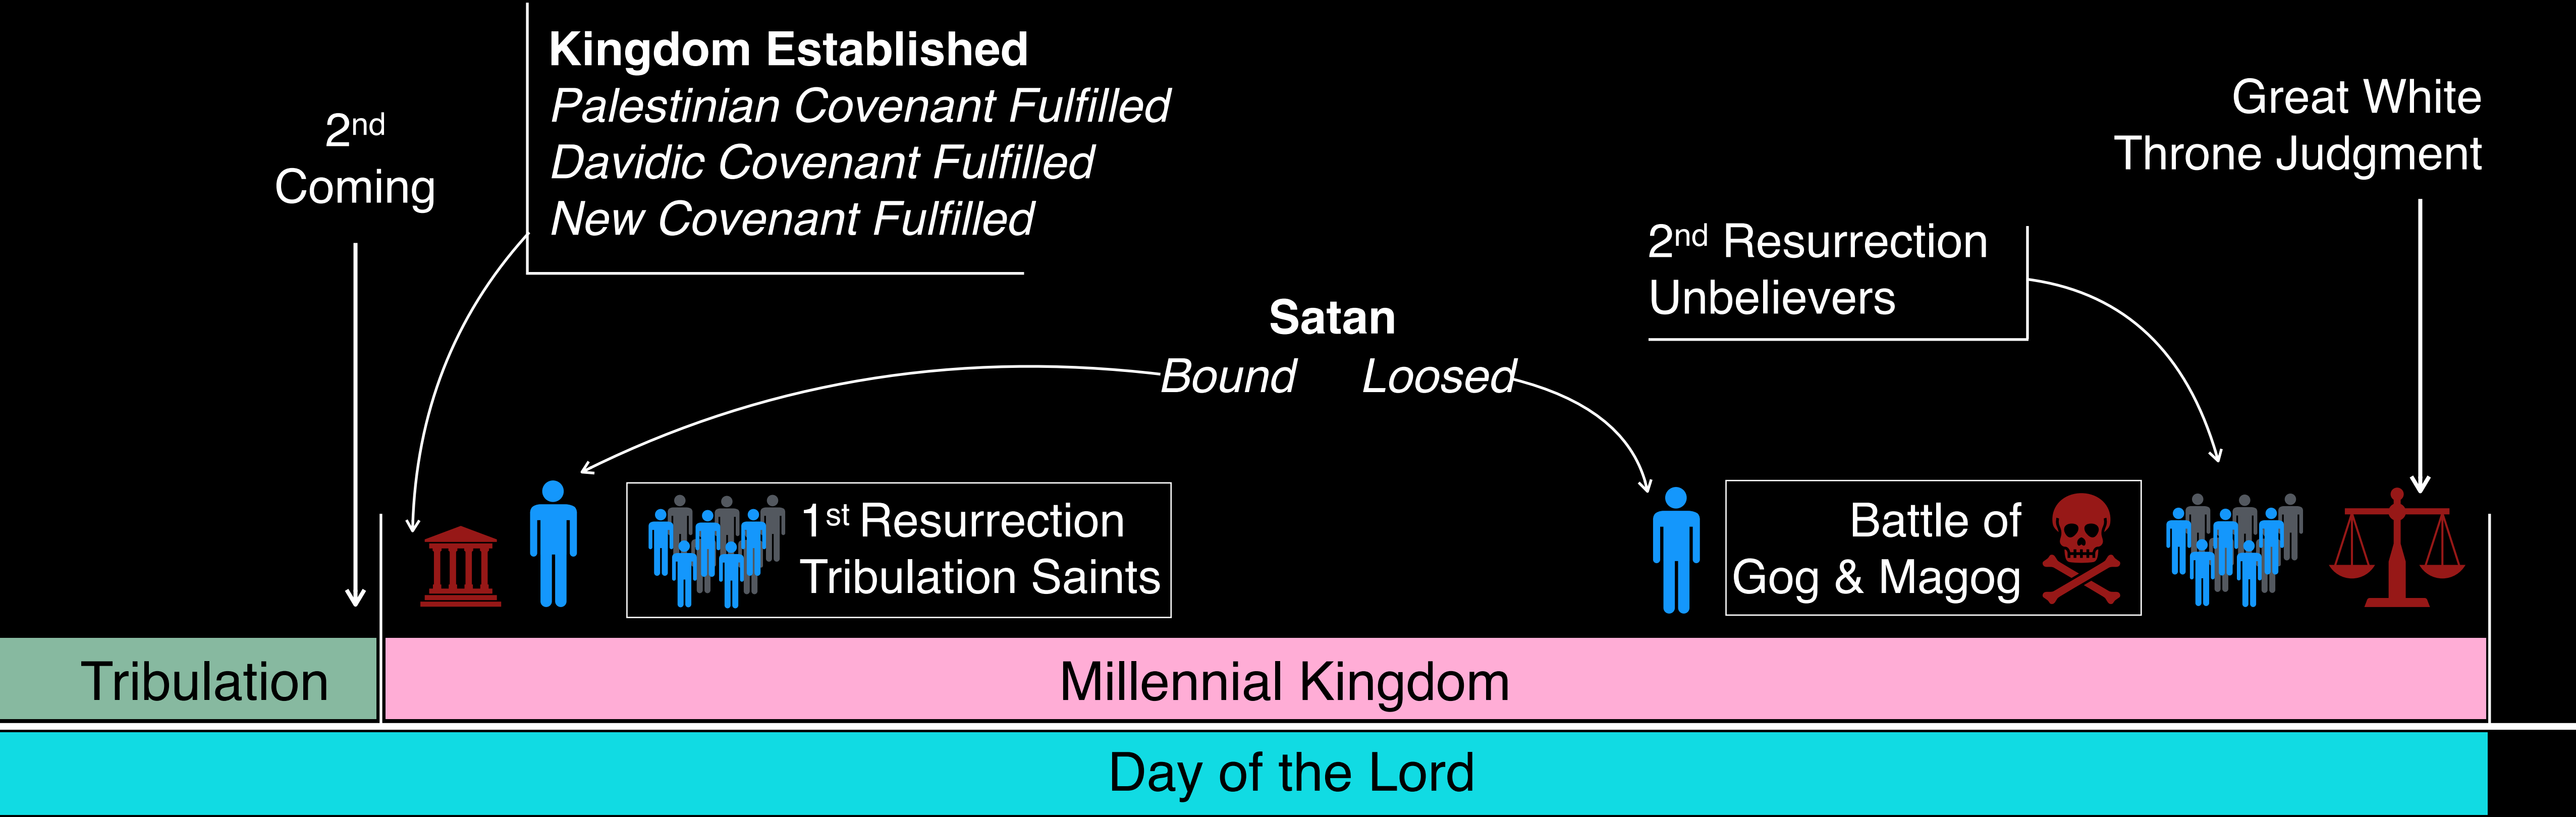 2nd
Coming
Kingdom Established
Palestinian Covenant Fulfilled
Davidic Covenant Fulfilled
New Covenant Fulfilled
Satan
Bound Loosed
2nd Resurrection
Unbelievers
Great White
Throne Judgment
1st Resurrection
Tribulation Saints
Battle of
Gog & Magog
Tribulation
Millennial Kingdom
Day of the Lord